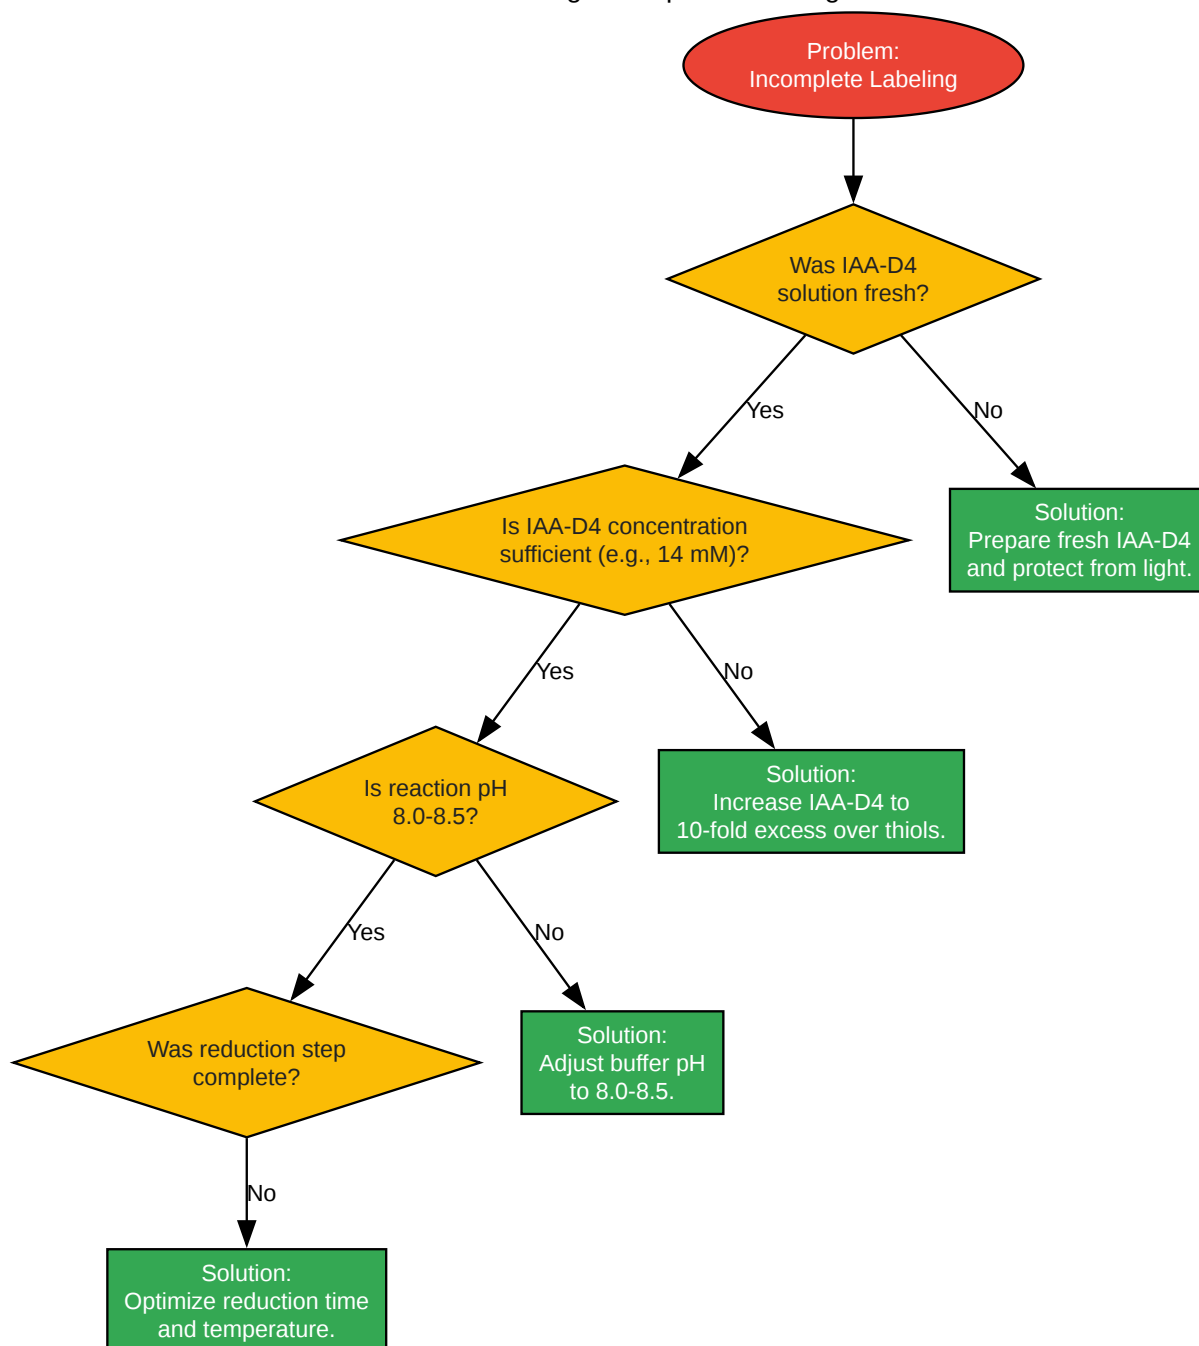 Problem:
Incomplete Labeling
Was IAA-D4
solution fresh?
Yes
No
Is IAA-D4 concentration
sufficient (e.g., 14 mM)?
Solution:
Prepare fresh IAA-D4
and protect from light.
Yes
No
Is reaction pH
8.0-8.5?
Solution:
Increase IAA-D4 to
10-fold excess over thiols.
Yes
No
Was reduction step
complete?
Solution:
Adjust buffer pH
to 8.0-8.5.
No
Solution:
Optimize reduction time
and temperature.